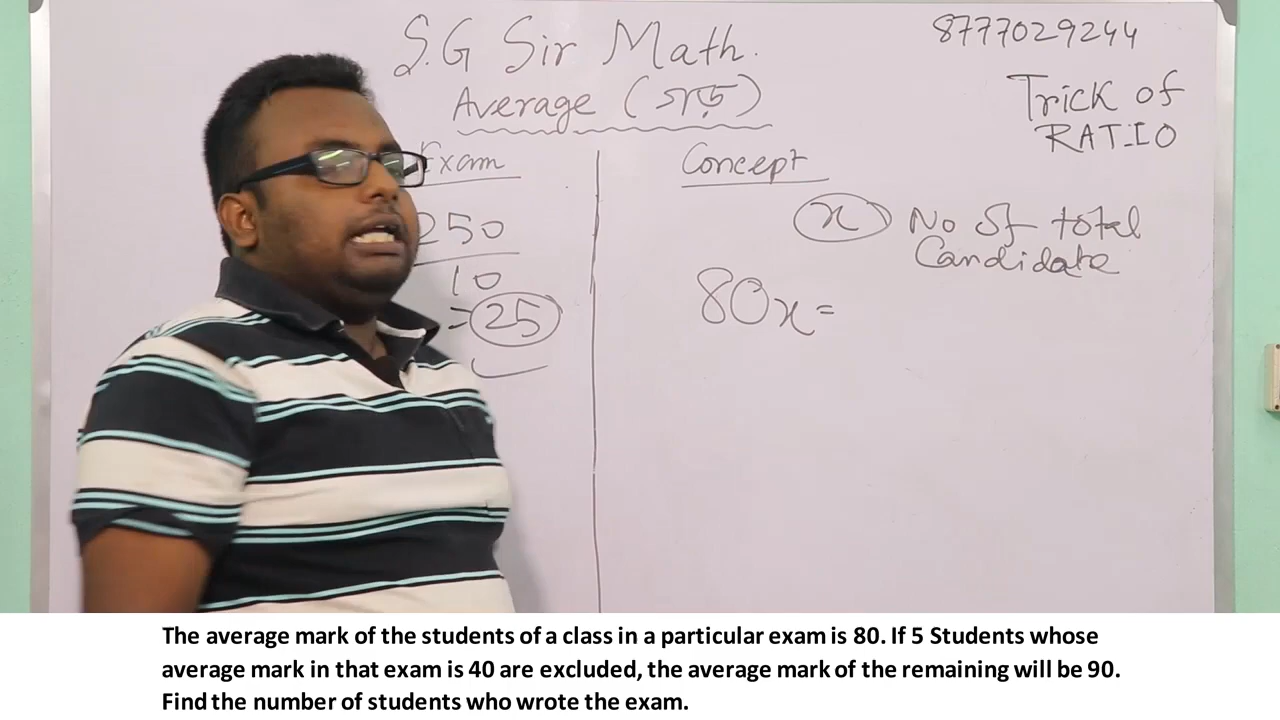 S.G Sir Math.
8777029244
Average (গড়)
Trick of
RATIO
Exam
250
10
= 25
Concept
x No of total
Candidate
80x =
The average mark of the students of a class in a particular exam is 80. If 5 Students whose
average mark in that exam is 40 are excluded, the average mark of the remaining will be 90.
Find the number of students who wrote the exam.